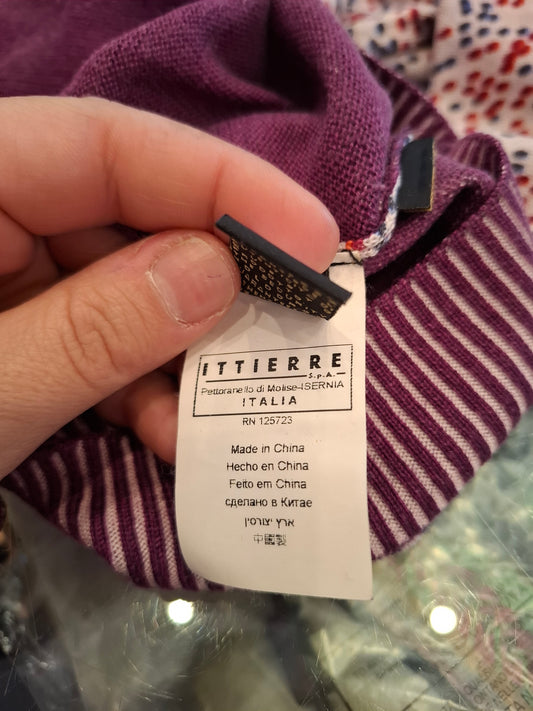 ITTIERRE
S.p.A.
Pettoranello di Molise-ISERNIA
ITALIA
RN 125723
Made in China
Hecho en China
Feito em China
сделано в Китае
ארץ יצור:סין
中國製